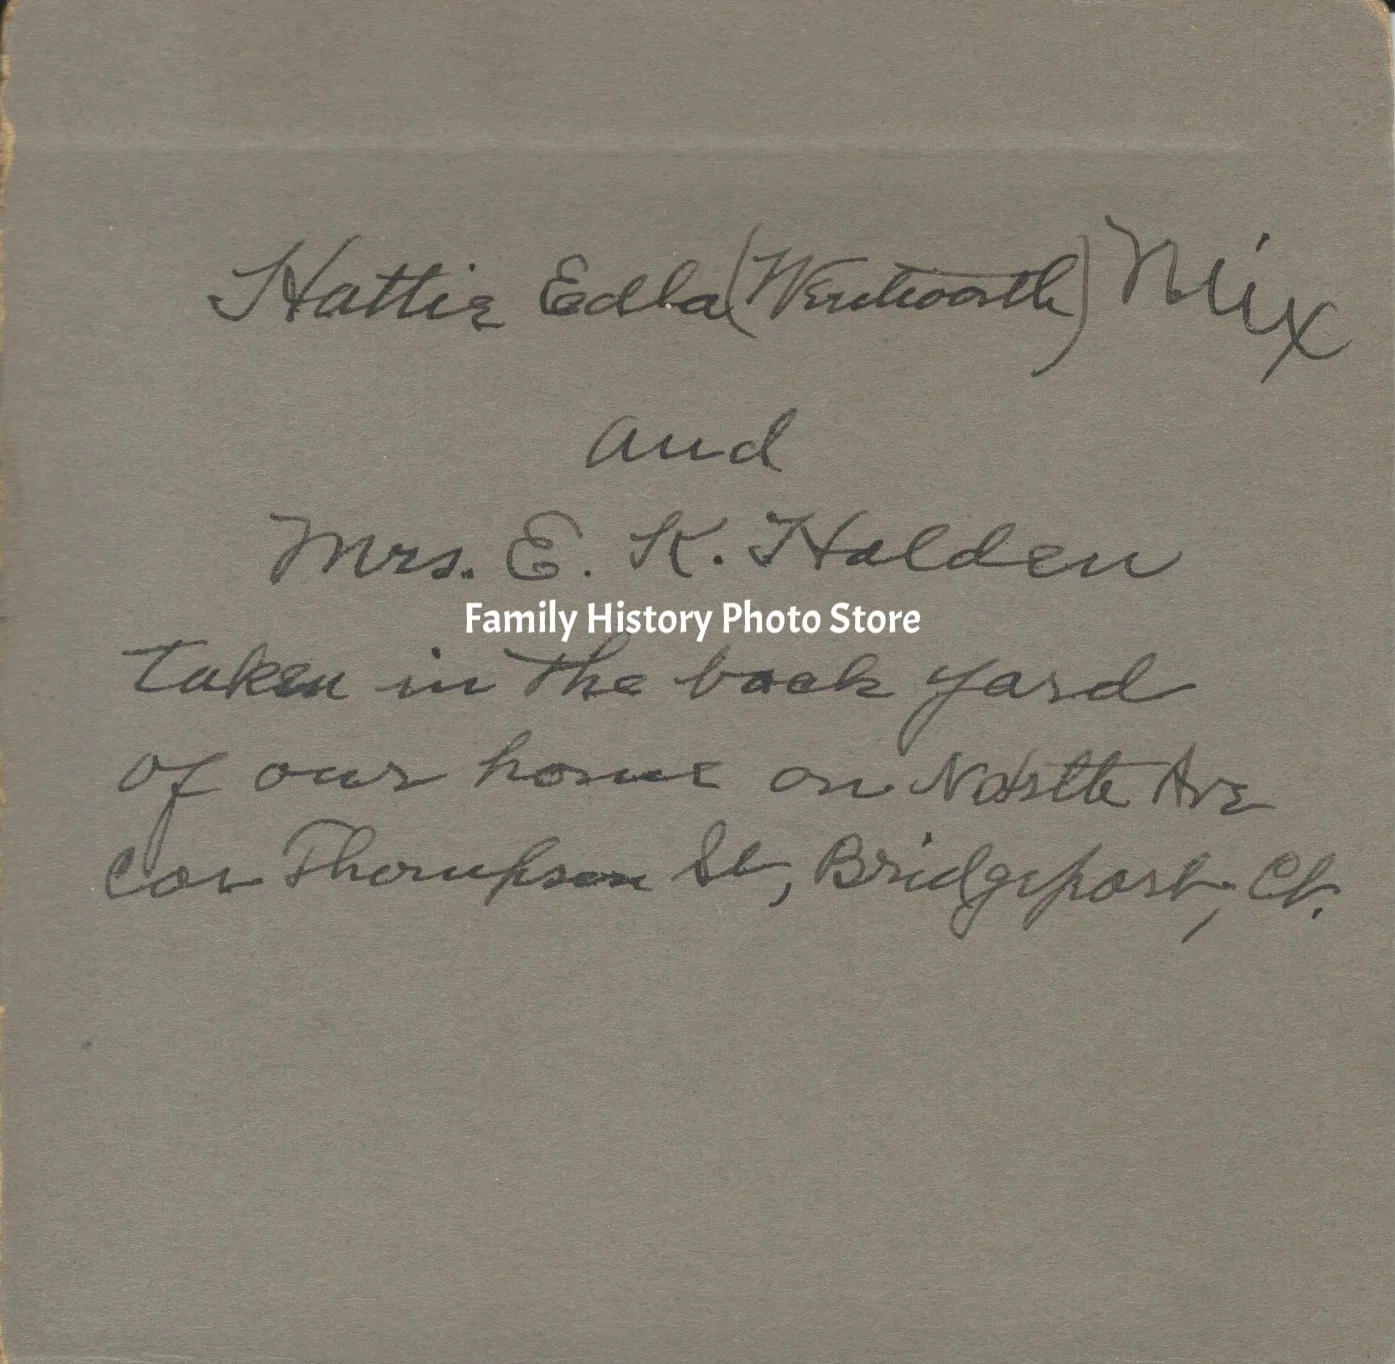 Hattie Edla (Wentworth) Mix
and
Mrs. E. K. Holden
Family History Photo Store
taken in the back yard
of our home on North Ave
Cor Thompson St, Bridgeport, Ct.